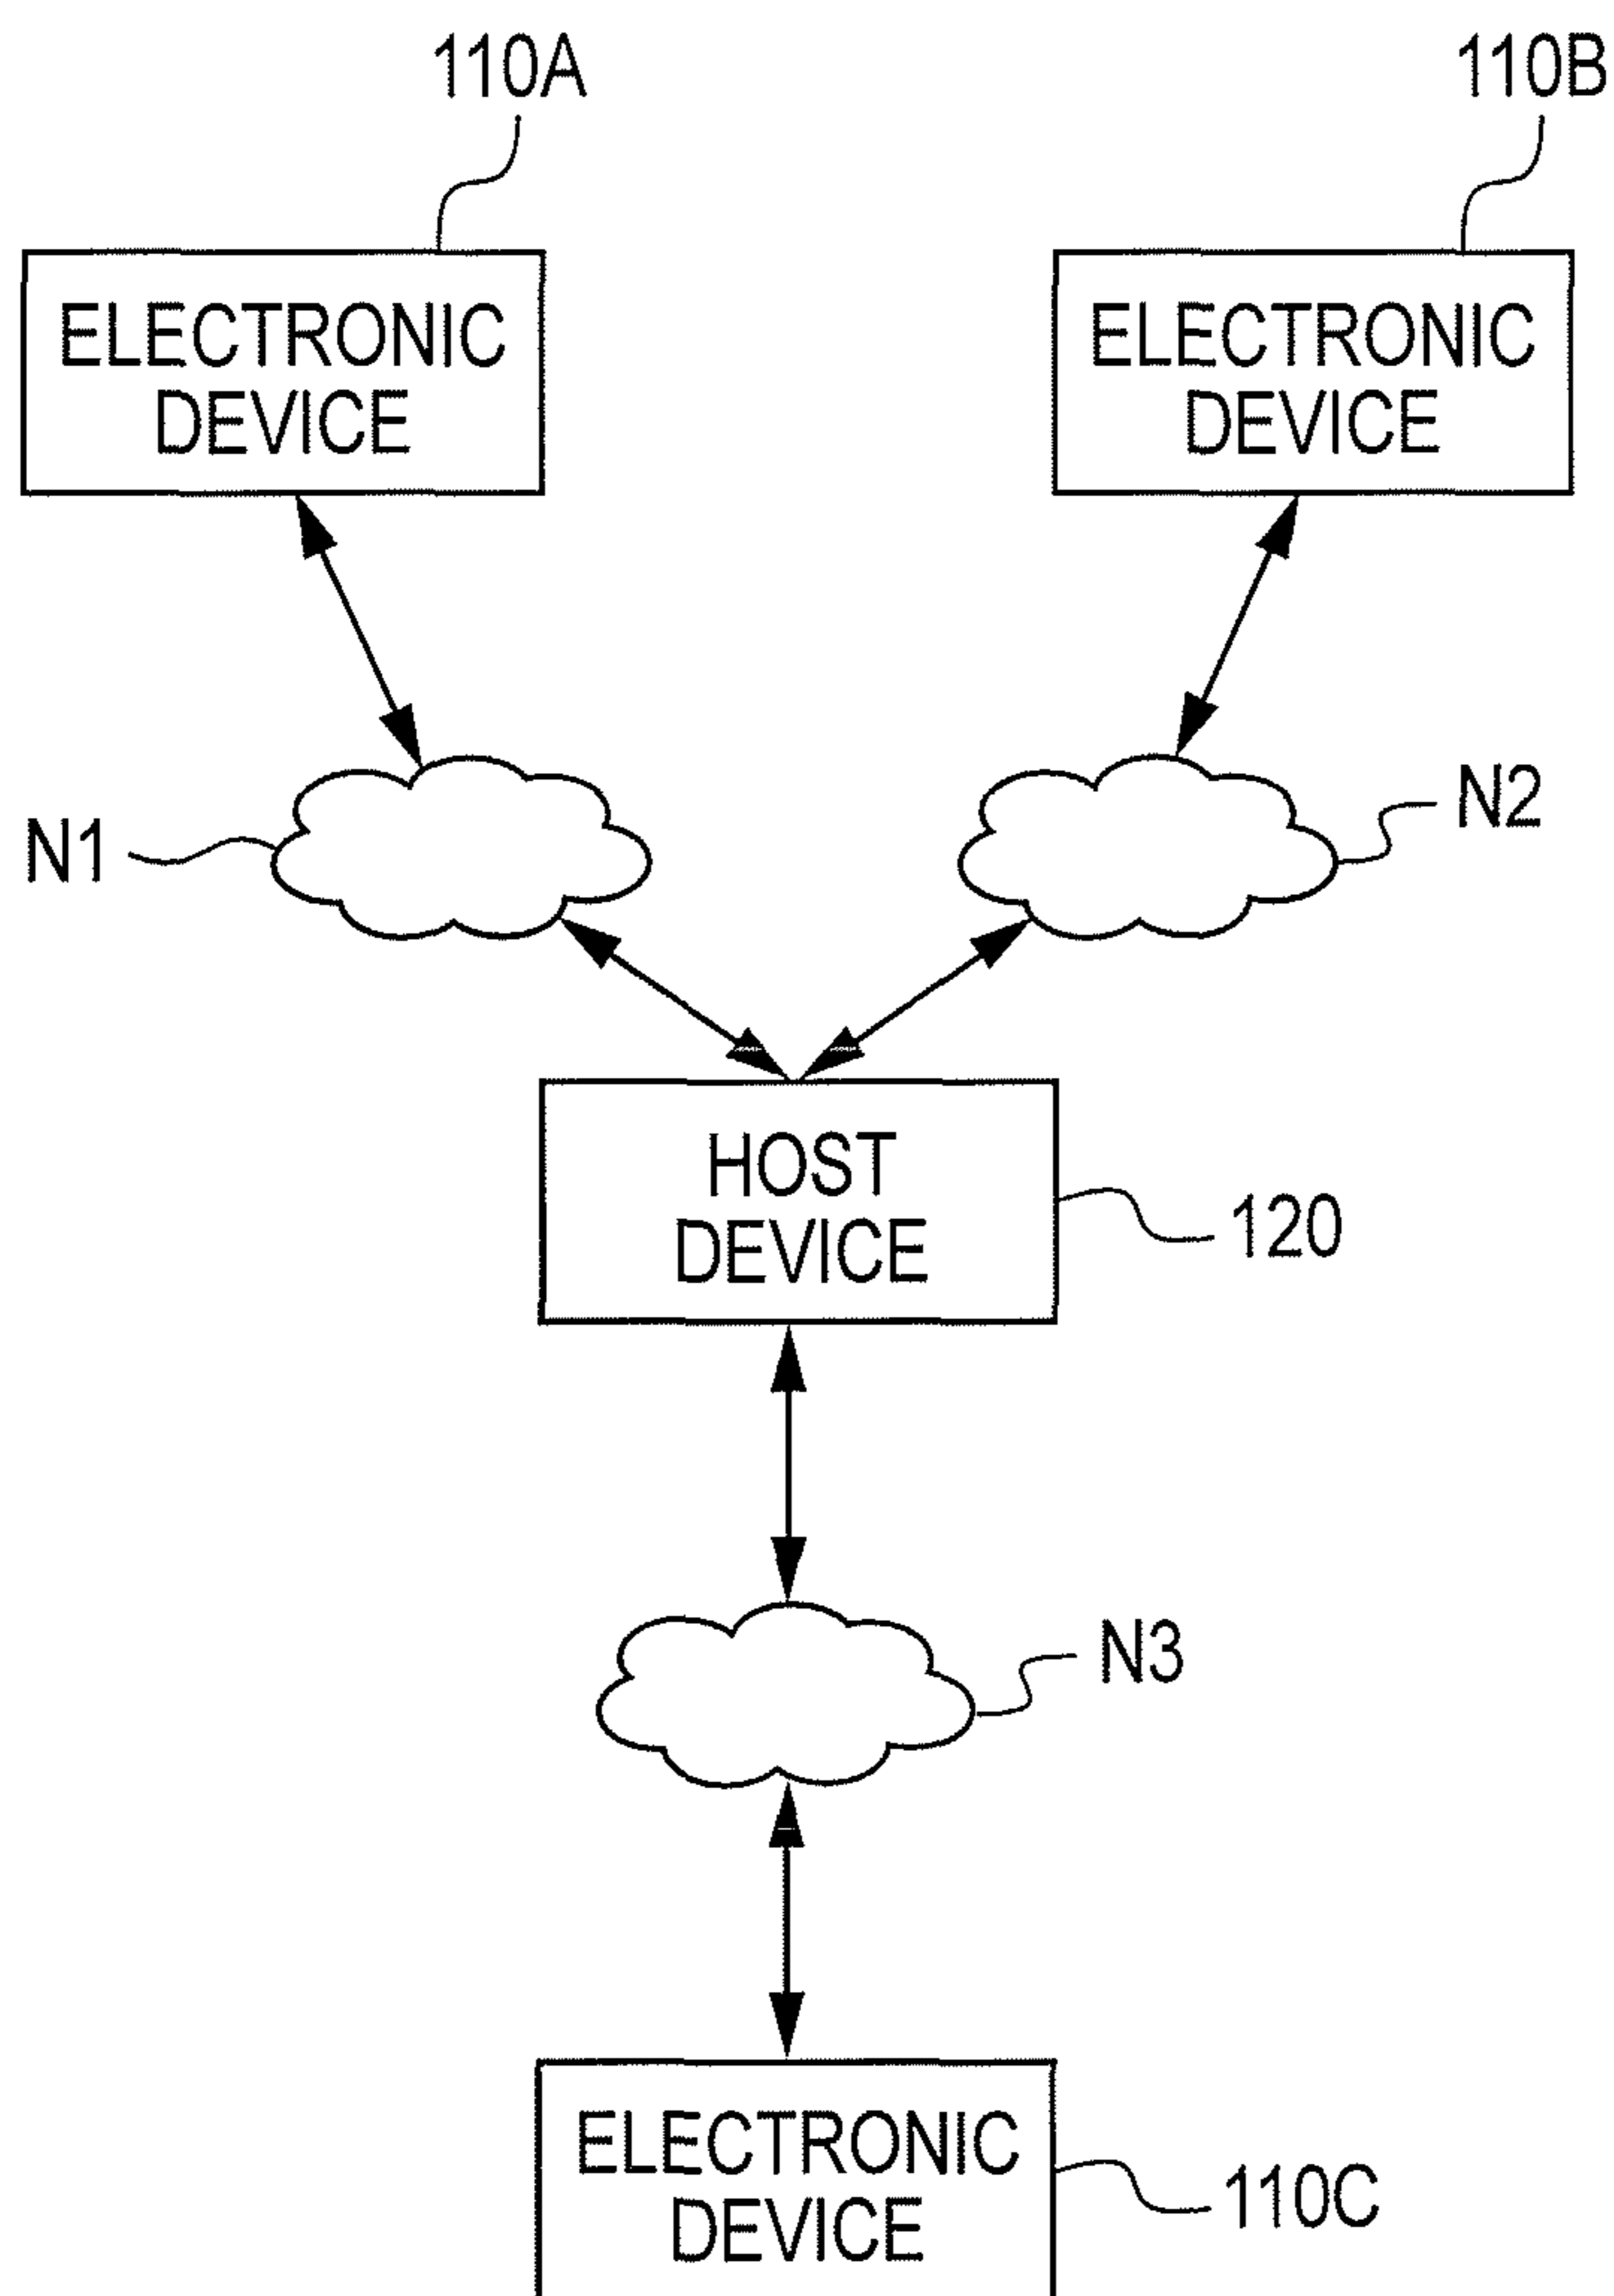 110A
110B
ELECTRONIC
DEVICE
ELECTRONIC
DEVICE
N1
N2
HOST
DEVICE
120
N3
ELECTRONIC
DEVICE
110C